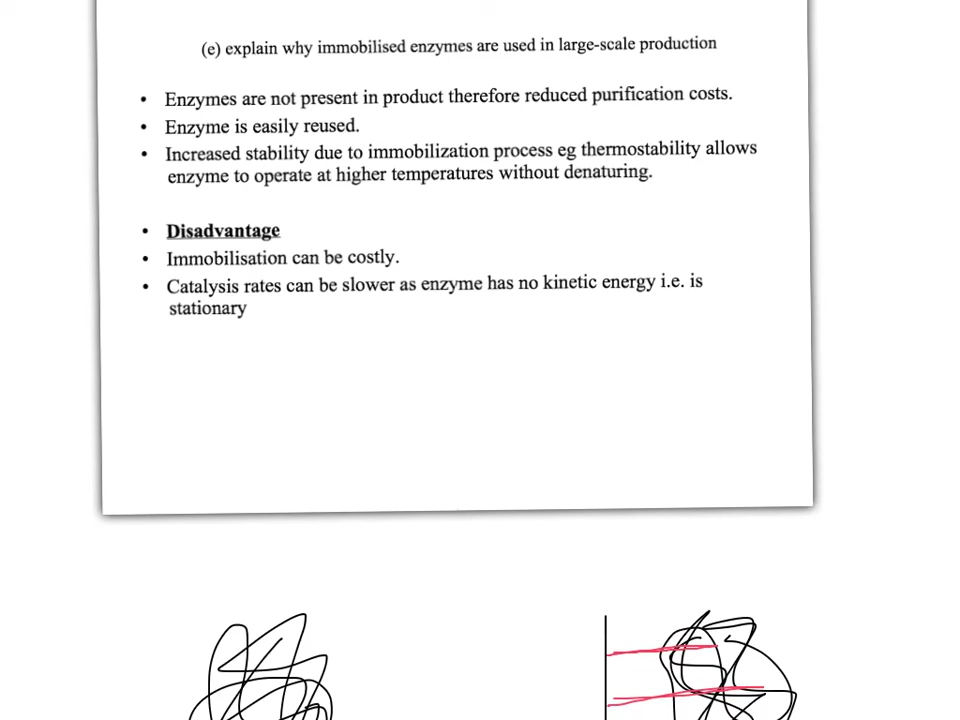 (e) explain why immobilised enzymes are used in large-scale production
• Enzymes are not present in product therefore reduced purification costs.
• Enzyme is easily reused.
• Increased stability due to immobilization process eg thermostability allows
enzyme to operate at higher temperatures without denaturing.
• Disadvantage
• Immobilisation can be costly.
• Catalysis rates can be slower as enzyme has no kinetic energy i.e. is
stationary